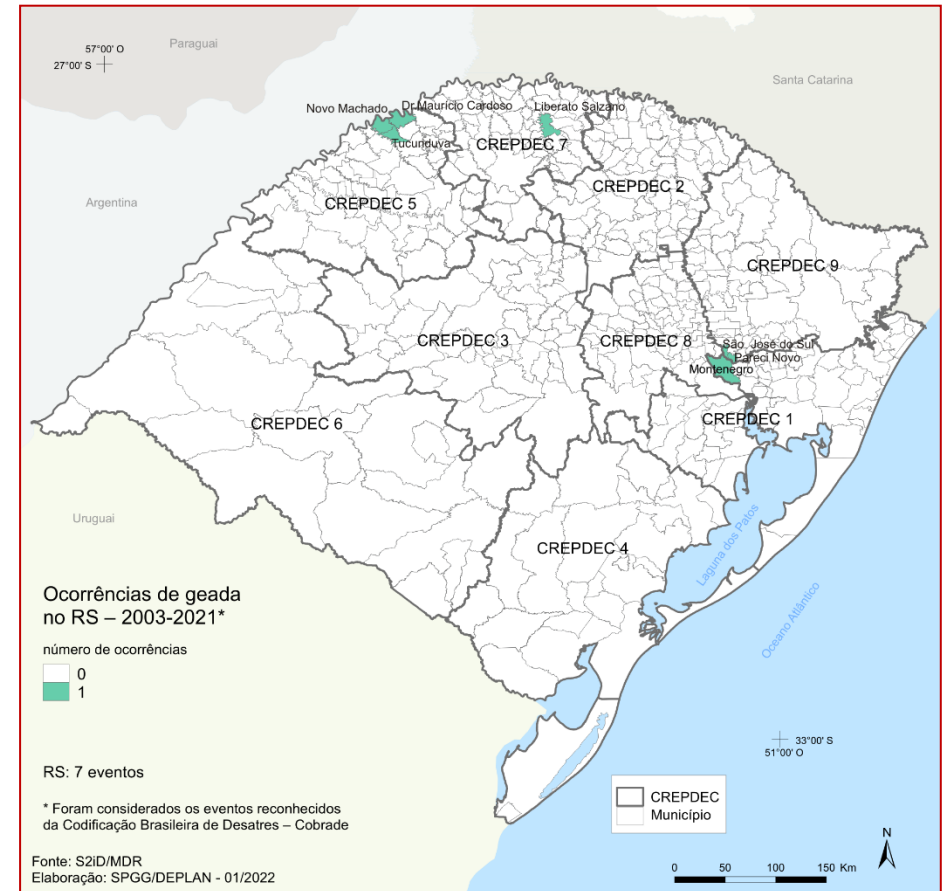 57°00' O
27°00' S
Paraguai
Santa Catarina
Novo Machado
Dr Maurício Cardoso
Liberato Salzano
Tucunduva
CREPDEC 7
CREPDEC 2
Argentina
CREPDEC 5
CREPDEC 9
CREPDEC 3
CREPDEC 8
São José do Sul
Pareci Novo
Montenegro
CREPDEC 6
CREPDEC 1
Uruguai
Laguna dos Patos
CREPDEC 4
Oceano Atlântico
Ocorrências de geada
no RS – 2003-2021*
número de ocorrências
0
1
33°00' S
51°00' O
RS: 7 eventos
* Foram considerados os eventos reconhecidos
da Codificação Brasileira de Desatres – Cobrade
CREPDEC
Município
N
Fonte: S2iD/MDR
Elaboração: SPGG/DEPLAN - 01/2022
0 50 100 150 Km